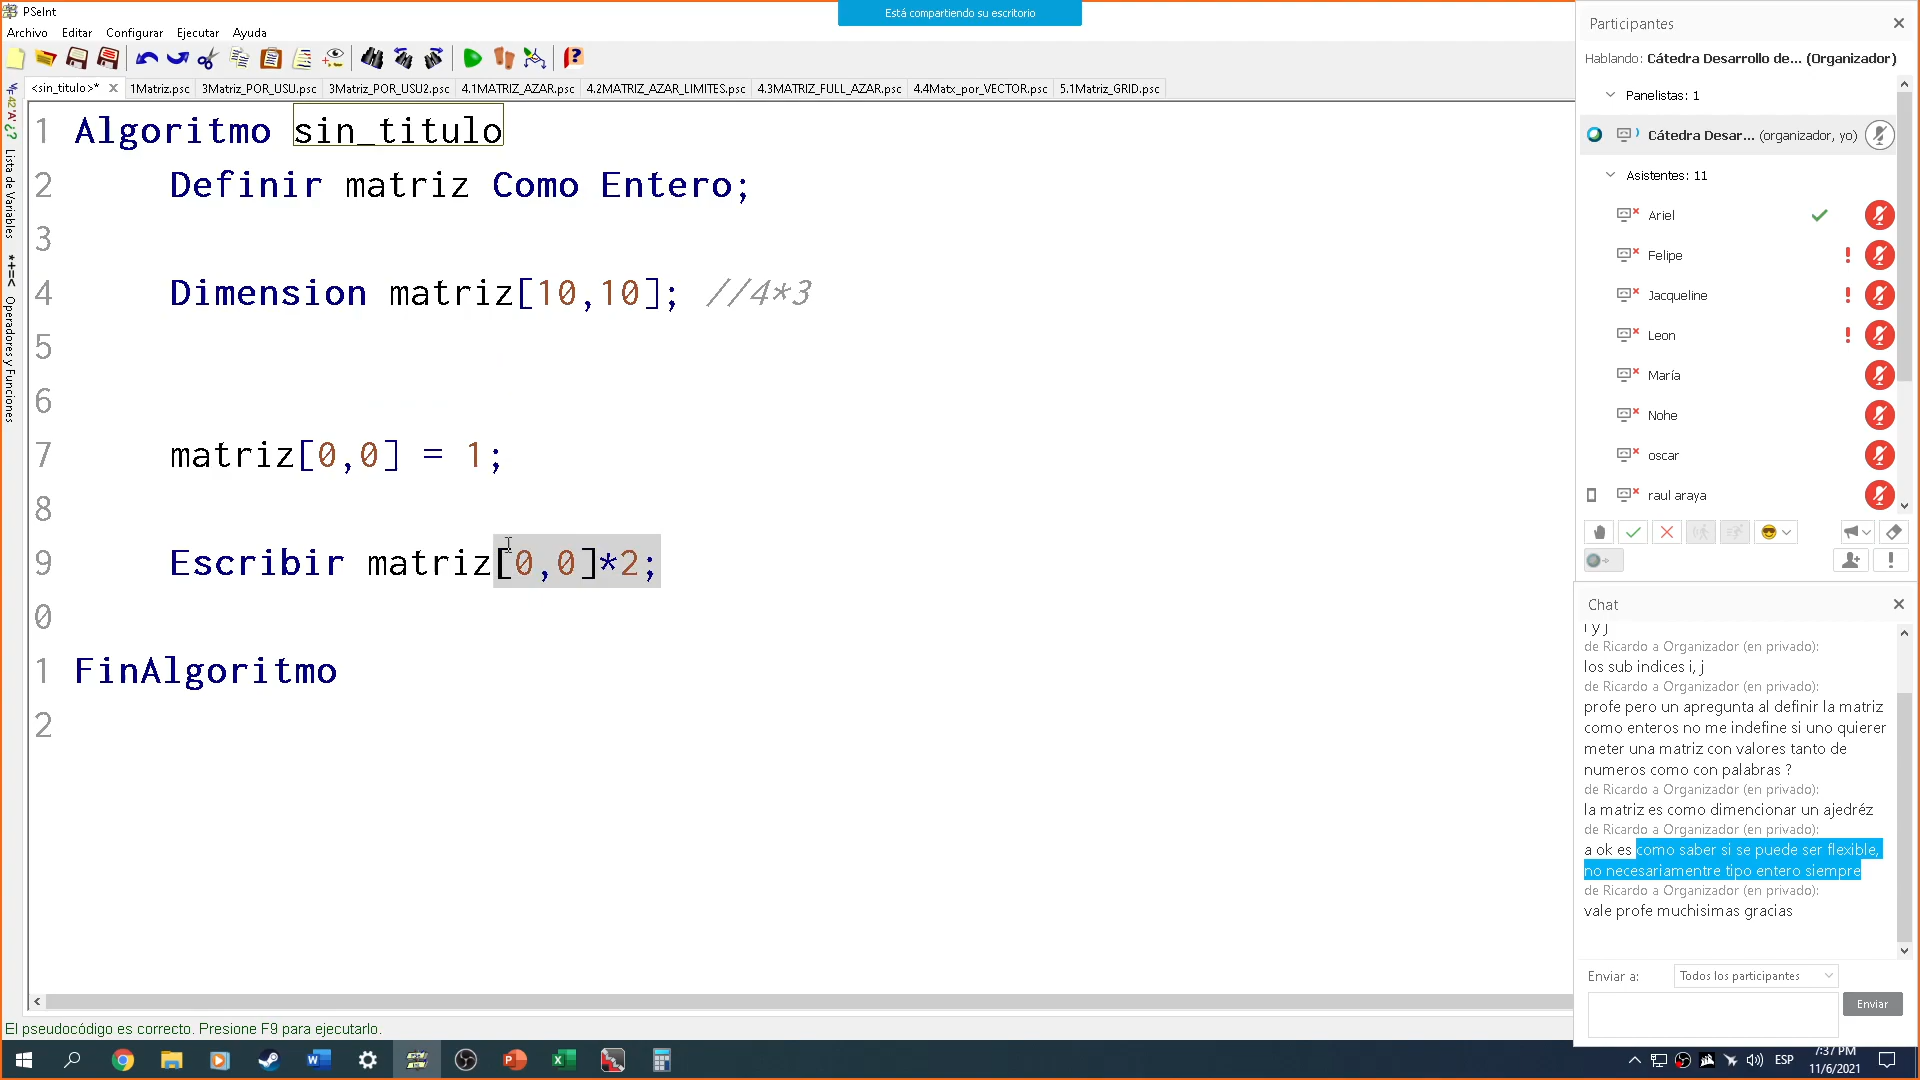 PSeInt
Está compartiendo su escritorio
Archivo Editar Configurar Ejecutar Ayuda
<sin_titulo>* 1Matriz.psc 3Matriz_POR_USU.psc 3Matriz_POR_USU2.psc 4.1MATRIZ_AZAR.psc 4.2MATRIZ_AZAR_LIMITES.psc 4.3MATRIZ_FULL_AZAR.psc 4.4Matx_por_VECTOR.psc 5.1Matriz_GRID.psc
Lista de Variables
*+=< Operadores y Funciones
1 Algoritmo sin_titulo
2 Definir matriz Como Entero;
3
4 Dimension matriz[10,10]; //4*3
5
6
7 matriz[0,0] = 1;
8
9 Escribir matriz[0,0]*2;
0
1 FinAlgoritmo
2
El pseudocódigo es correcto. Presione F9 para ejecutarlo.
Participantes
Hablando: Cátedra Desarrollo de... (Organizador)
Panelistas: 1
Cátedra Desar... (organizador, yo)
Asistentes: 11
Ariel
Felipe
Jacqueline
Leon
María
Nohe
oscar
raul araya
Chat
i y j
de Ricardo a Organizador (en privado):
los sub indices i, j
de Ricardo a Organizador (en privado):
profe pero un apregunta al definir la matriz
como enteros no me indefine si uno quierer
meter una matriz con valores tanto de
numeros como con palabras ?
de Ricardo a Organizador (en privado):
la matriz es como dimencionar un ajedréz
de Ricardo a Organizador (en privado):
a ok es como saber si se puede ser flexible,
no necesariamentre tipo entero siempre
de Ricardo a Organizador (en privado):
vale profe muchisimas gracias
Enviar a: Todos los participantes
Enviar
ESP
7:37 PM
11/6/2021